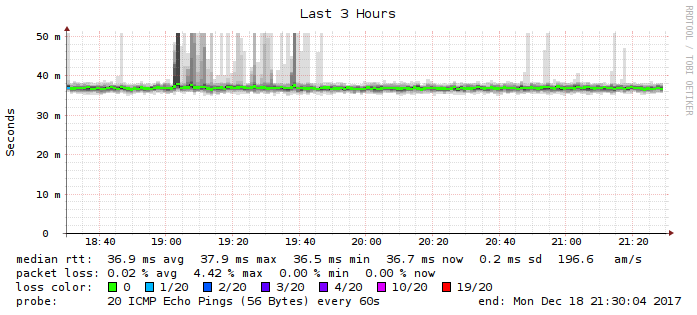 Last 3 Hours
RRDTOOL / TOBI OETIKER
Seconds
50 m
40 m
30 m
20 m
10 m
0
18:40 19:00 19:20 19:40 20:00 20:20 20:40 21:00 21:20
median rtt: 36.9 ms avg 37.9 ms max 36.5 ms min 36.7 ms now 0.2 ms sd 196.6 am/s
packet loss: 0.02 % avg 4.42 % max 0.00 % min 0.00 % now
loss color: 0 1/20 2/20 3/20 4/20 10/20 19/20
probe: 20 ICMP Echo Pings (56 Bytes) every 60s end: Mon Dec 18 21:30:04 2017